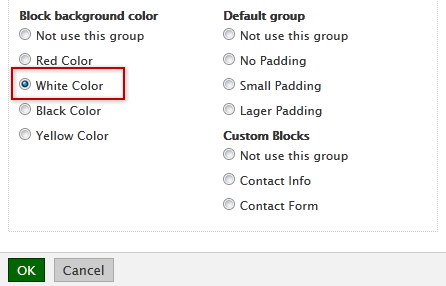 Block background color
Not use this group
Red Color
White Color
Black Color
Yellow Color
Default group
Not use this group
No Padding
Small Padding
Lager Padding
Custom Blocks
Not use this group
Contact Info
Contact Form
OK
Cancel